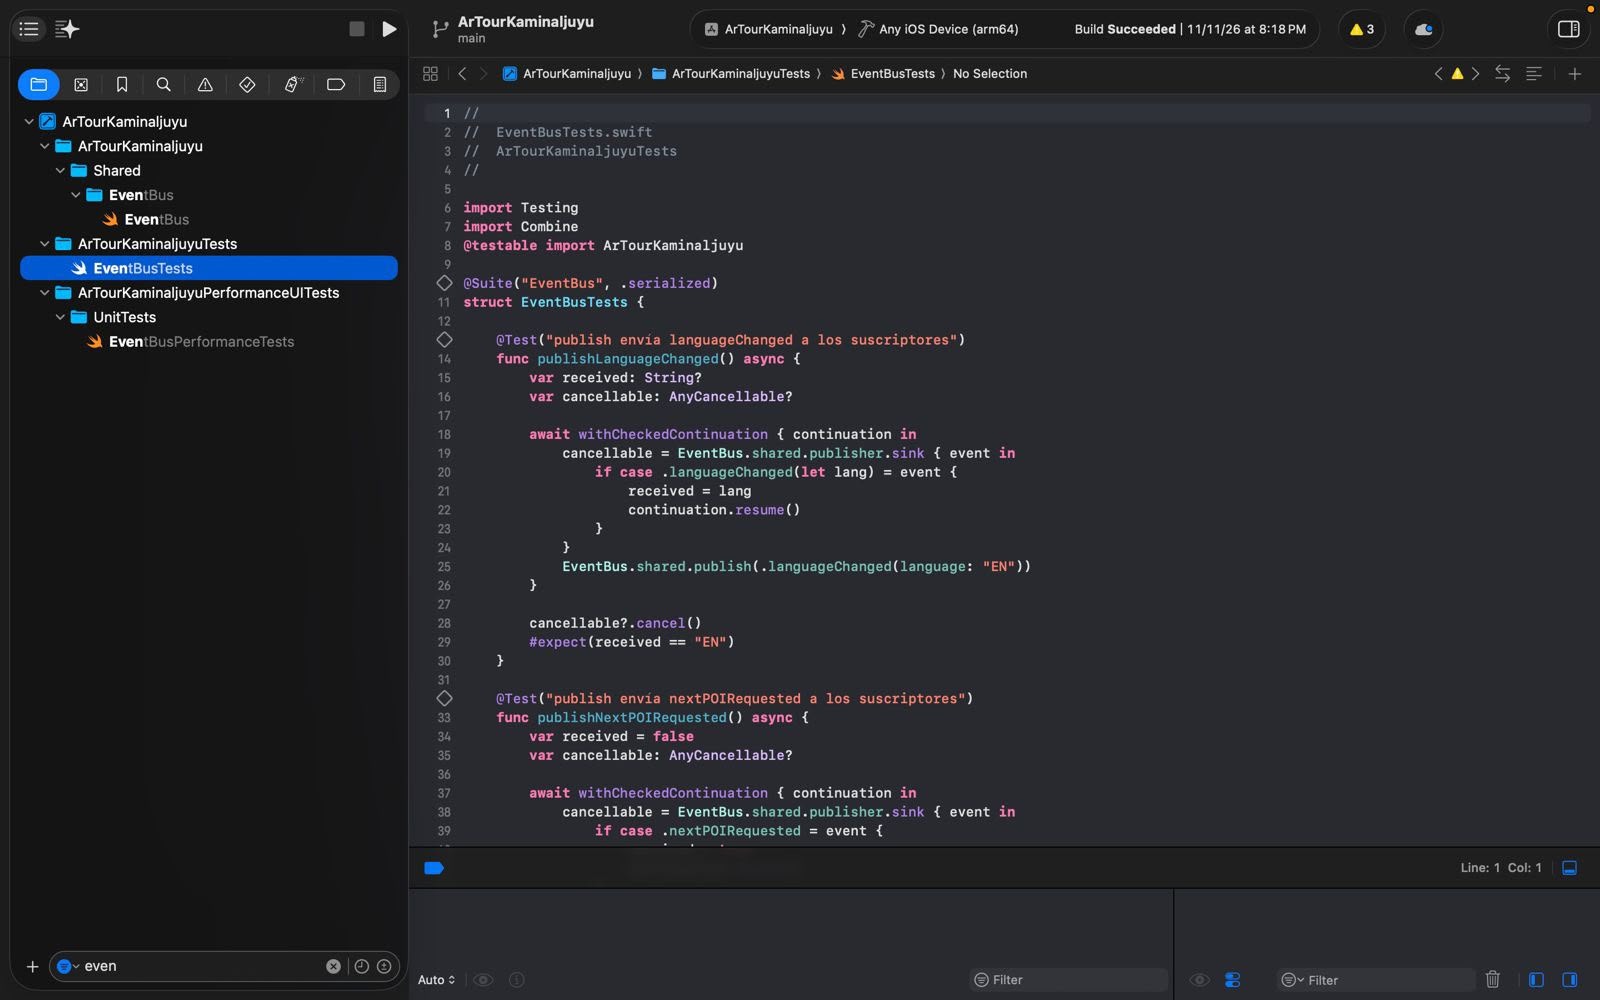 ArTourKaminaljuyu
main
ArTourKaminaljuyu 〉 Any iOS Device (arm64)
Build Succeeded | 11/11/26 at 8:18 PM
3
ArTourKaminaljuyu 〉 ArTourKaminaljuyuTests 〉 EventBusTests 〉 No Selection
ArTourKaminaljuyu
ArTourKaminaljuyu
Shared
EventBus
EventBus
ArTourKaminaljuyuTests
EventBusTests
ArTourKaminaljuyuPerformanceUITests
UnitTests
EventBusPerformanceTests
even
1 //
2 //  EventBusTests.swift
3 //  ArTourKaminaljuyuTests
4 //
5
6 import Testing
7 import Combine
8 @testable import ArTourKaminaljuyu
9
@Suite("EventBus", .serialized)
11 struct EventBusTests {
12
@Test("publish envía languageChanged a los suscriptores")
14 func publishLanguageChanged() async {
15 var received: String?
16 var cancellable: AnyCancellable?
17
18 await withCheckedContinuation { continuation in
19 cancellable = EventBus.shared.publisher.sink { event in
20 if case .languageChanged(let lang) = event {
21 received = lang
22 continuation.resume()
23 }
24 }
25 EventBus.shared.publish(.languageChanged(language: "EN"))
26 }
27
28 cancellable?.cancel()
29 #expect(received == "EN")
30 }
31
@Test("publish envía nextPOIRequested a los suscriptores")
33 func publishNextPOIRequested() async {
34 var received = false
35 var cancellable: AnyCancellable?
36
37 await withCheckedContinuation { continuation in
38 cancellable = EventBus.shared.publisher.sink { event in
39 if case .nextPOIRequested = event {
Line: 1 Col: 1
Auto
Filter
Filter